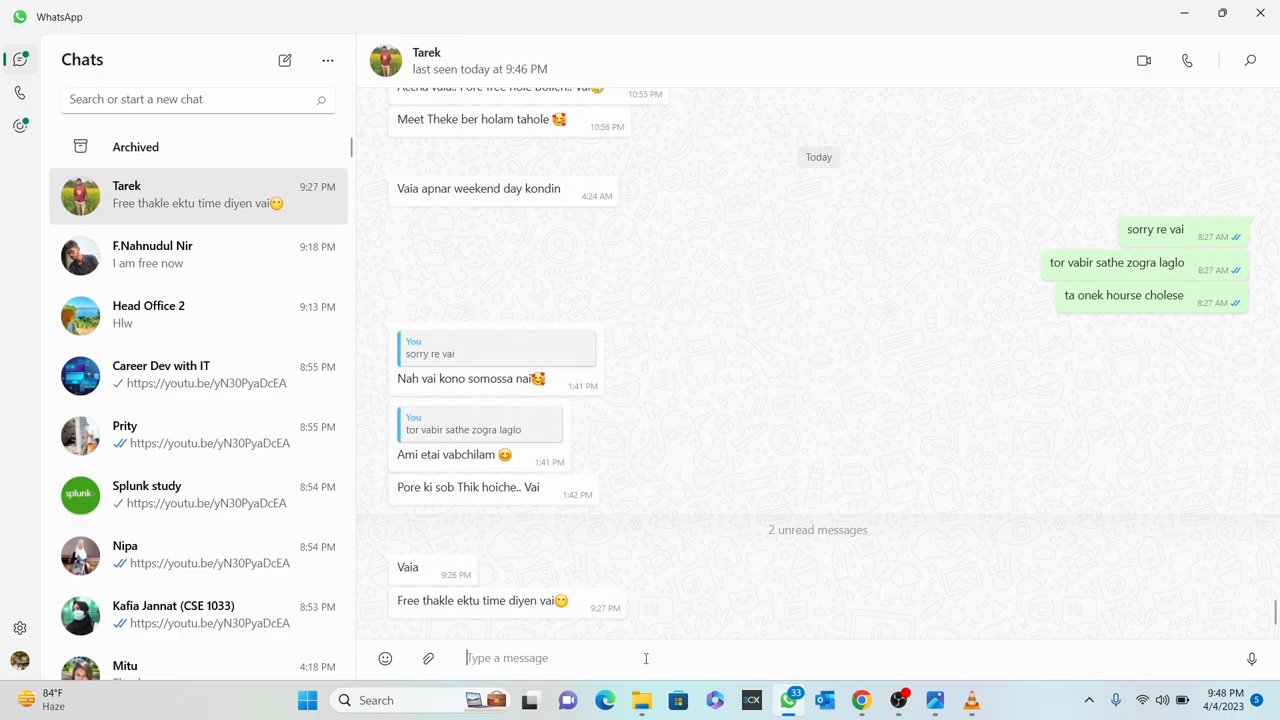 WhatsApp
Chats
Search or start a new chat
Archived
Tarek
9:27 PM
Free thakle ektu time diyen vai
F.Nahnudul Nir
9:18 PM
I am free now
Head Office 2
9:13 PM
Hlw
Career Dev with IT
8:55 PM
https://youtu.be/yN30PyaDcEA
Prity
8:55 PM
https://youtu.be/yN30PyaDcEA
splunk>
Splunk study
8:54 PM
https://youtu.be/yN30PyaDcEA
Nipa
8:54 PM
https://youtu.be/yN30PyaDcEA
Kafia Jannat (CSE 1033)
8:53 PM
https://youtu.be/yN30PyaDcEA
Mitu
4:18 PM
Tarek
last seen today at 9:46 PM
10:55 PM
Meet Theke ber holam tahole
10:56 PM
Today
Vaia apnar weekend day kondin
4:24 AM
sorry re vai
8:27 AM
tor vabir sathe zogra laglo
8:27 AM
ta onek hourse cholese
8:27 AM
You
sorry re vai
Nah vai kono somossa nai
1:41 PM
You
tor vabir sathe zogra laglo
Ami etai vabchilam
1:41 PM
Pore ki sob Thik hoiche.. Vai
1:42 PM
2 unread messages
Vaia
9:26 PM
Free thakle ektu time diyen vai
9:27 PM
Type a message
84°F
Haze
Search
3CX
33
9:48 PM
4/4/2023
5